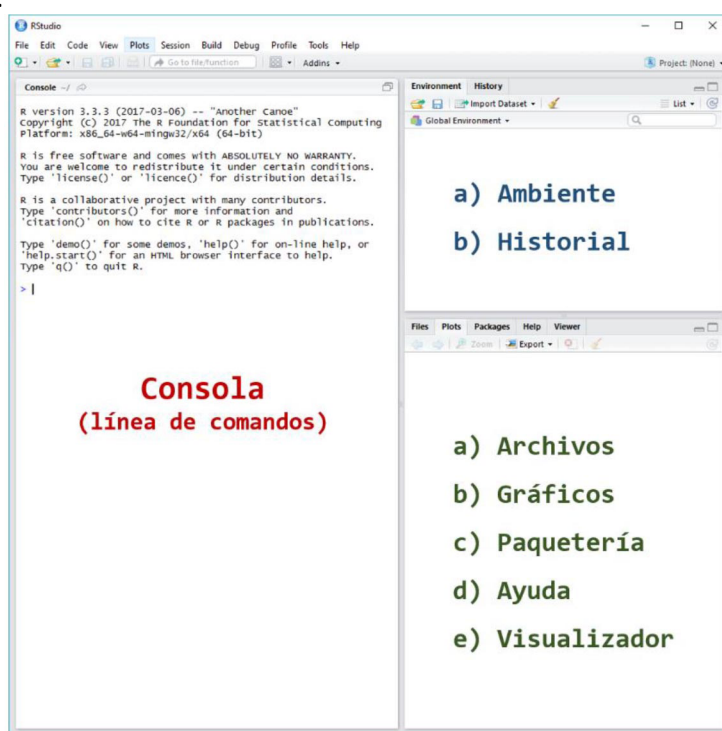 RStudio
File Edit Code View Plots Session Build Debug Profile Tools Help
Go to file/function Addins Project: (None)
Console ~/
R version 3.3.3 (2017-03-06) -- "Another Canoe"
Copyright (C) 2017 The R Foundation for Statistical Computing
Platform: x86_64-w64-mingw32/x64 (64-bit)
R is free software and comes with ABSOLUTELY NO WARRANTY.
You are welcome to redistribute it under certain conditions.
Type 'license()' or 'licence()' for distribution details.
R is a collaborative project with many contributors.
Type 'contributors()' for more information and
'citation()' on how to cite R or R packages in publications.
Type 'demo()' for some demos, 'help()' for on-line help, or
'help.start()' for an HTML browser interface to help.
Type 'q()' to quit R.
>
Consola
(línea de comandos)
Environment History
Import Dataset List
Global Environment
a) Ambiente
b) Historial
Files Plots Packages Help Viewer
Zoom Export
a) Archivos
b) Gráficos
c) Paquetería
d) Ayuda
e) Visualizador